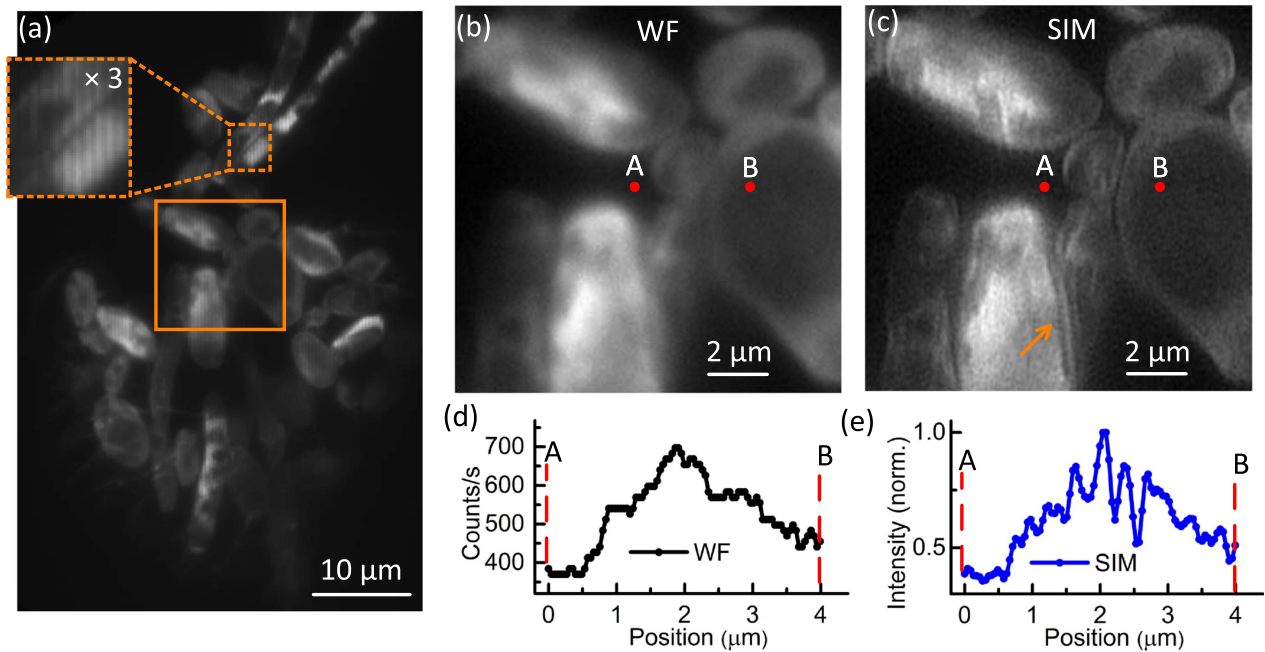 (a)
× 3
10 μm
(b)
WF
A
B
2 μm
(c)
SIM
A
B
2 μm
(d)
700
600
500
400
Counts/s
A
B
WF
0
1
2
3
4
Position (μm)
(e)
1.0
0.5
Intensity (norm.)
A
B
SIM
0
1
2
3
4
Position (μm)